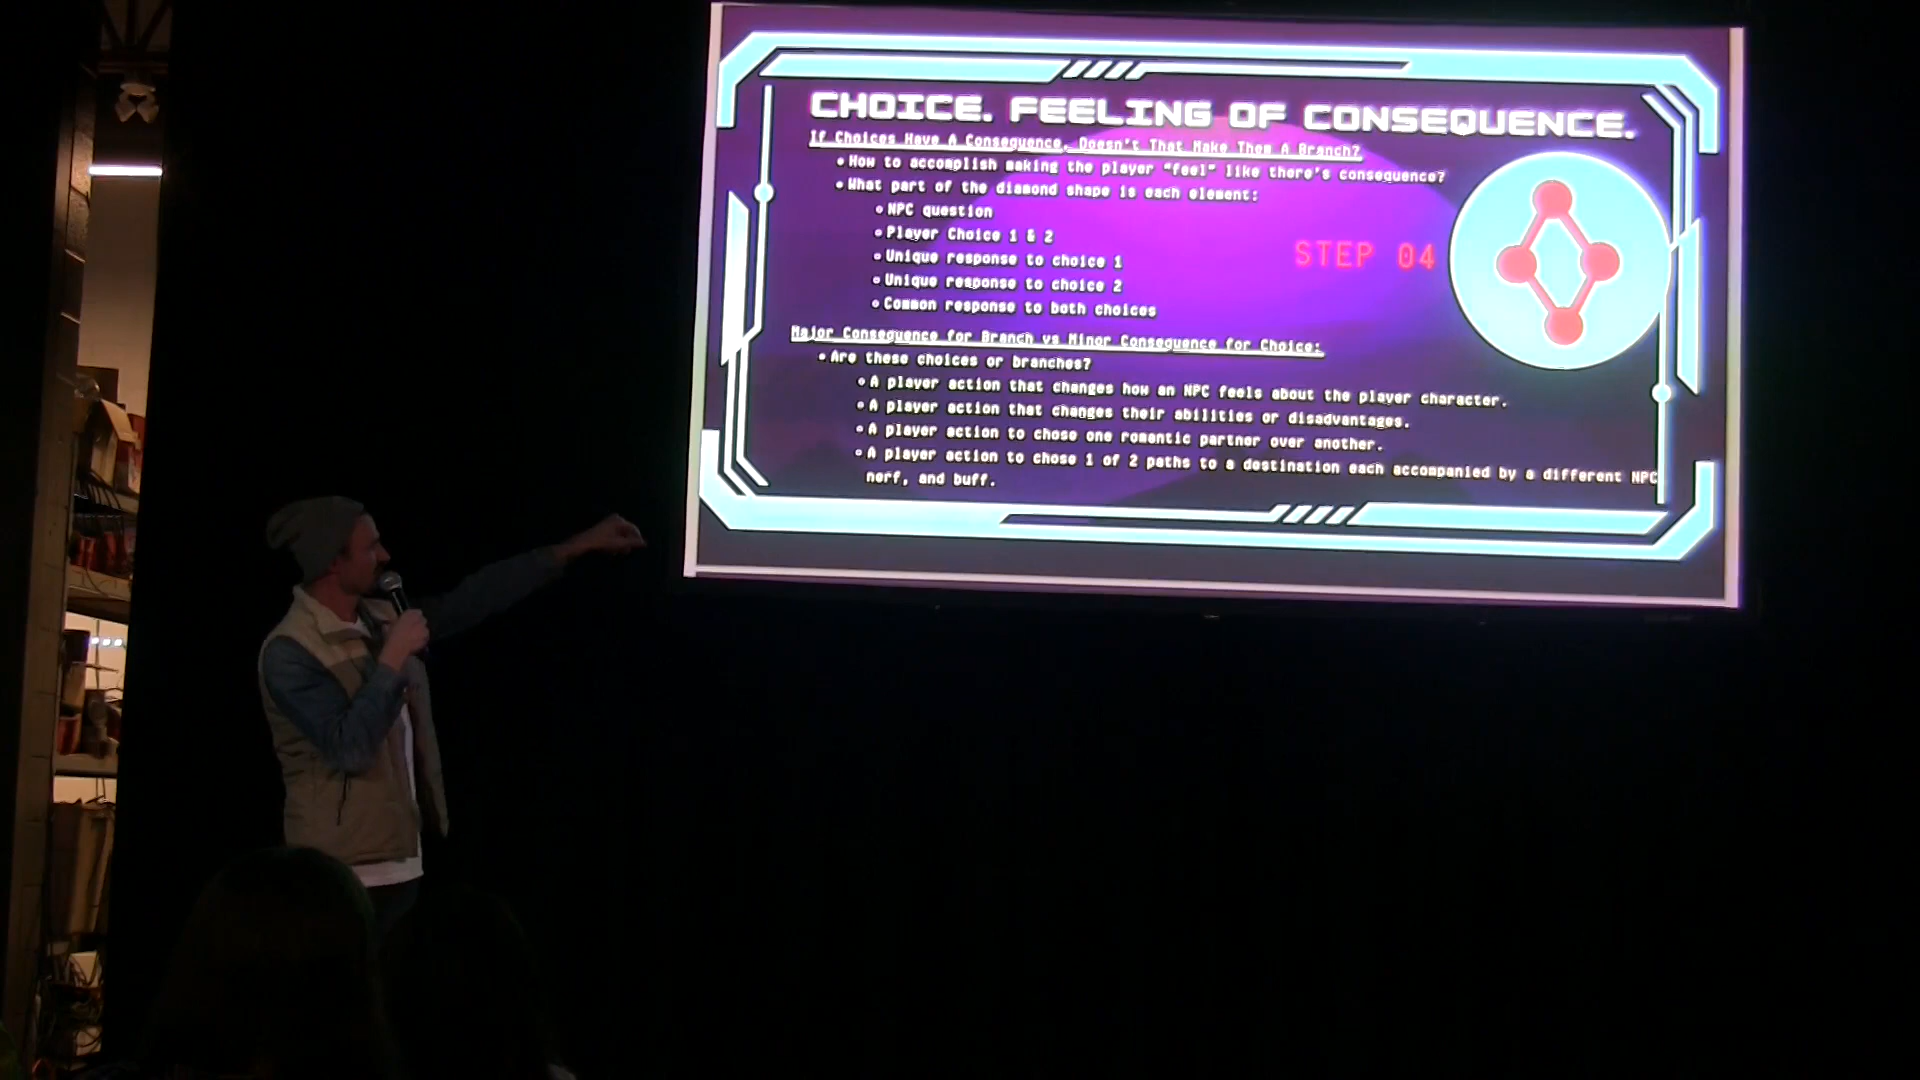 CHOICE. FEELING OF CONSEQUENCE.
If Choices Have A Consequence, Doesn't That Make Them A Branch?
• How to accomplish making the player "feel" like there's consequence?
• What part of the diamond shape is each element:
∘ NPC question
∘ Player Choice 1 & 2
∘ Unique response to choice 1
∘ Unique response to choice 2
∘ Common response to both choices
STEP 04
Major Consequence for Branch vs Minor Consequence for Choice:
• Are these choices or branches?
∘ A player action that changes how an NPC feels about the player character.
∘ A player action that changes their abilities or disadvantages.
∘ A player action to chose one romantic partner over another.
∘ A player action to chose 1 of 2 paths to a destination each accompanied by a different NPC
nerf, and buff.